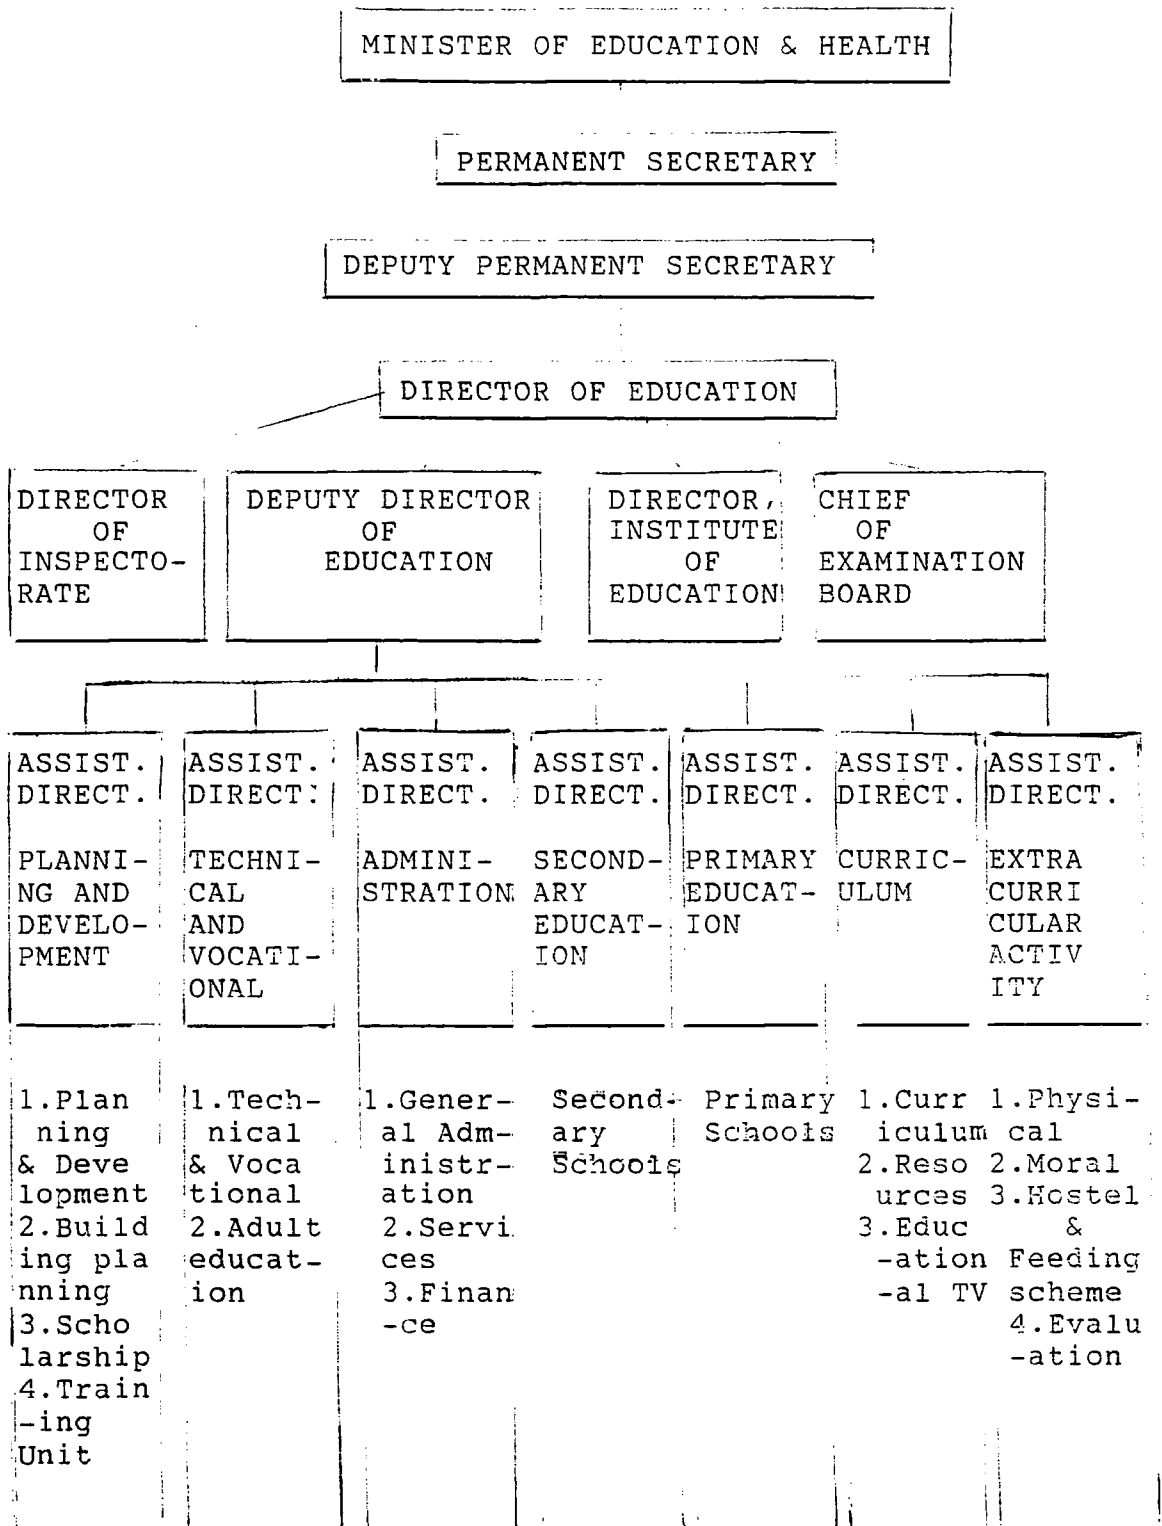 MINISTER OF EDUCATION & HEALTH
PERMANENT SECRETARY
DEPUTY PERMANENT SECRETARY
DIRECTOR OF EDUCATION
DIRECTOR
OF
INSPECTO-
RATE
DEPUTY DIRECTOR
OF
EDUCATION
DIRECTOR,
INSTITUTE
OF
EDUCATION
CHIEF
OF
EXAMINATION
BOARD
ASSIST.
DIRECT.
PLANNI-
NG AND
DEVELO-
PMENT
ASSIST.
DIRECT.
TECHNI-
CAL
AND
VOCATI-
ONAL
ASSIST.
DIRECT.
ADMINI-
STRATION
ASSIST.
DIRECT.
SECOND-
ARY
EDUCAT-
ION
ASSIST.
DIRECT.
PRIMARY
EDUCAT-
ION
ASSIST.
DIRECT.
CURRIC-
ULUM
ASSIST.
DIRECT.
EXTRA
CURRI
CULAR
ACTIV
ITY
1.Plan
ning
& Deve
lopment
2.Build
ing pla
nning
3.Scho
larship
4.Train
-ing
Unit
1.Tech-
nical
& Voca
tional
2.Adult
educat-
ion
1.Gener-
al Adm-
inistr-
ation
2.Servi
ces
3.Finan
-ce
Second-
ary
Schools
Primary
Schools
1.Curr
iculum
2.Reso
urces
3.Educ
-ation
-al TV
1.Physi-
cal
2.Moral
3.Hostel
&
Feeding
scheme
4.Evalu
-ation